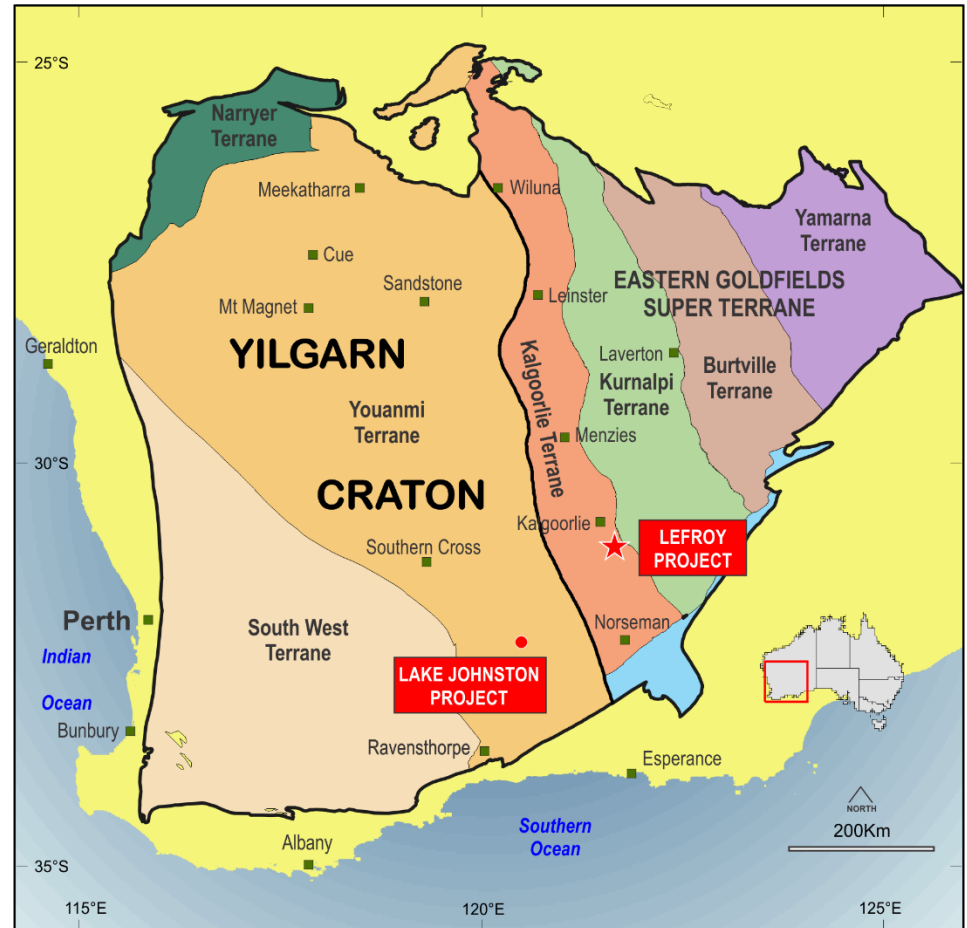 25°S
Narryer
Terrane
Meekatharra
Wiluna
Yamarna
Terrane
Cue
EASTERN GOLDFIELDS
SUPER TERRANE
Sandstone
Leinster
Mt Magnet
Geraldton
YILGARN
Laverton
Kalgoorlie Terrane
Kurnalpi
Terrane
Burtville
Terrane
Youanmi
Terrane
Menzies
30°S
CRATON
Kalgoorlie
LEFROY
PROJECT
Southern Cross
Perth
South West
Terrane
Norseman
Indian
Ocean
LAKE JOHNSTON
PROJECT
Bunbury
Ravensthorpe
Esperance
NORTH
200Km
Southern
Ocean
Albany
35°S
115°E
120°E
125°E